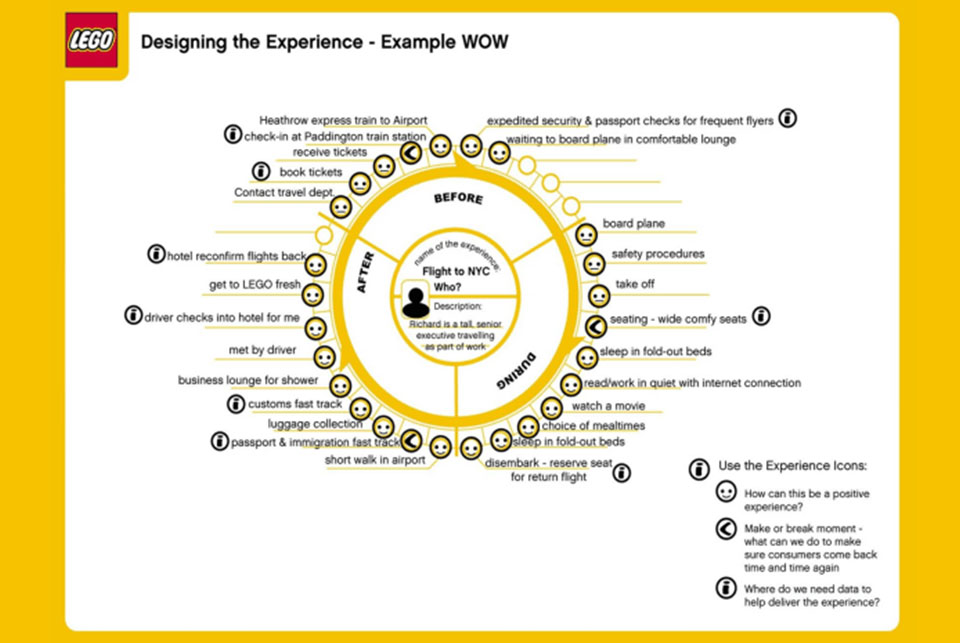 LEGO
Designing the Experience - Example WOW
Heathrow express train to Airport
check-in at Paddington train station
receive tickets
book tickets
Contact travel dept.
expedited security & passport checks for frequent flyers
waiting to board plane in comfortable lounge
board plane
safety procedures
take off
seating - wide comfy seats
sleep in fold-out beds
read/work in quiet with internet connection
watch a movie
choice of mealtimes
sleep in fold-out beds
disembark - reserve seat
for return flight
hotel reconfirm flights back
get to LEGO fresh
driver checks into hotel for me
met by driver
business lounge for shower
customs fast track
luggage collection
passport & immigration fast track
short walk in airport
BEFORE
AFTER
DURING
name of the experience:
Flight to NYC
Who?
Description:
Richard is a tall, senior
executive travelling
as part of work
i Use the Experience Icons:
How can this be a positive
experience?
Make or break moment -
what can we do to make
sure consumers come back
time and time again
i Where do we need data to
help deliver the experience?